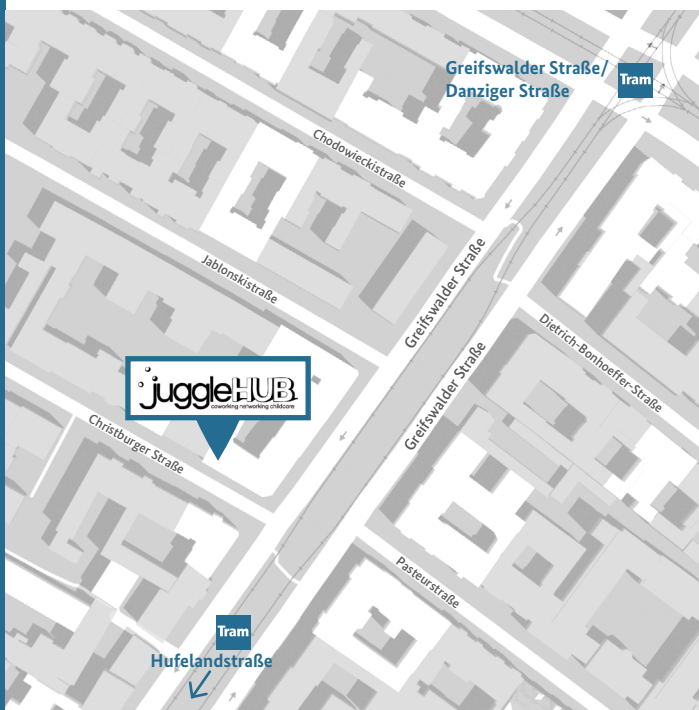 Greifswalder Straße/
Danziger Straße
Tram
Chodowieckistraße
Jablonskistraße
Greifswalder Straße
Greifswalder Straße
Dietrich-Bonhoeffer-Straße
juggleHUB
coworking networking childcare
Christburger Straße
Pasteurstraße
Tram
Hufelandstraße